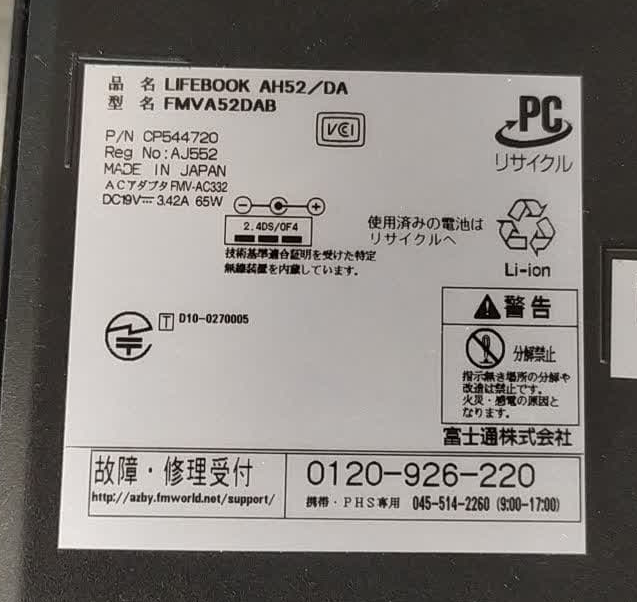 品 名 LIFEBOOK AH52/DA
型 名 FMVA52DAB
P/N CP544720
Reg No:AJ552
MADE IN JAPAN
ACアダプタ FMV-AC332
DC19V⎓ 3.42A 65W
VCCI
PC
リサイクル
2.4DS/OF4
技術基準適合証明を受けた特定
無線装置を内蔵しています。
使用済みの電池は
リサイクルへ
Li-ion
T D10-0270005
警告
分解禁止
指示無き場所の分解や
改造は禁止です。
火災・感電の原因と
なります。
富士通株式会社
故障・修理受付
http://azby.fmworld.net/support/
0120-926-220
携帯・PHS専用 045-514-2260 (9:00-17:00)